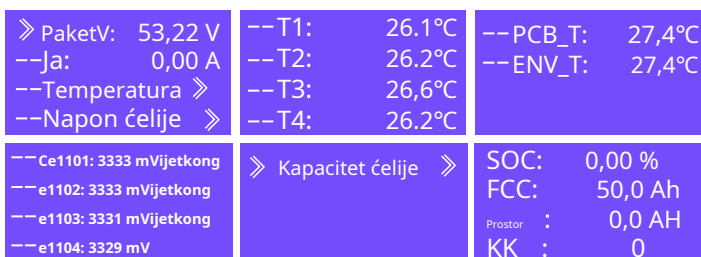 》PaketV: 53,22 V
——Ja: 0,00 A
——Temperatura 》
——Napon ćelije 》
——T1: 26.1℃
——T2: 26.2℃
——T3: 26,6℃
——T4: 26.2℃
——PCB_T: 27,4℃
——ENV_T: 27,4℃
——Ce1101: 3333 mVijetkong
——e1102: 3333 mVijetkong
——e1103: 3331 mVijetkong
——e1104: 3329 mV
》 Kapacitet ćelije 》
SOC: 0,00 %
FCC: 50,0 Ah
Prostor : 0,0 AH
KK : 0